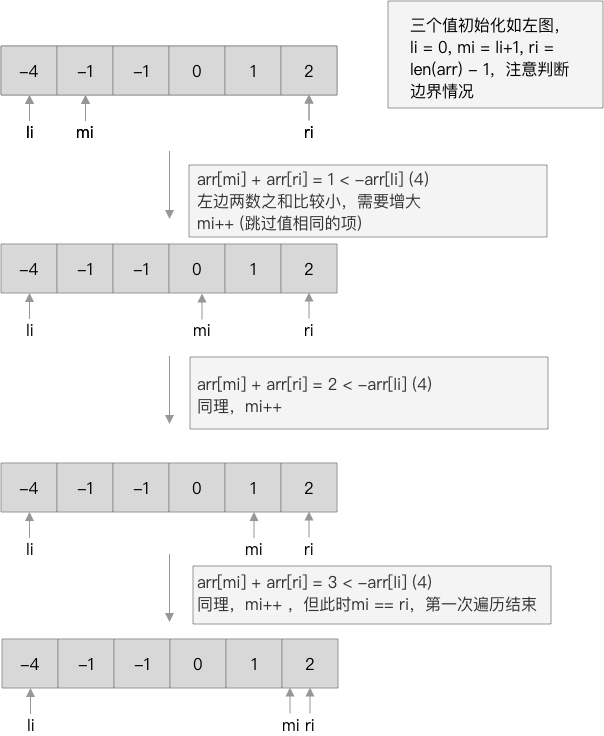 三个值初始化如左图，
li = 0, mi = li+1, ri =
len(arr) – 1，注意判断
边界情况
–4 –1 –1 0 1 2
li mi ri
arr[mi] + arr[ri] = 1 < –arr[li] (4)
左边两数之和比较小，需要增大
mi++ (跳过值相同的项)
–4 –1 –1 0 1 2
li mi ri
arr[mi] + arr[ri] = 2 < –arr[li] (4)
同理，mi++
–4 –1 –1 0 1 2
li mi ri
arr[mi] + arr[ri] = 3 < –arr[li] (4)
同理，mi++ ，但此时mi == ri，第一次遍历结束
–4 –1 –1 0 1 2
li mi ri